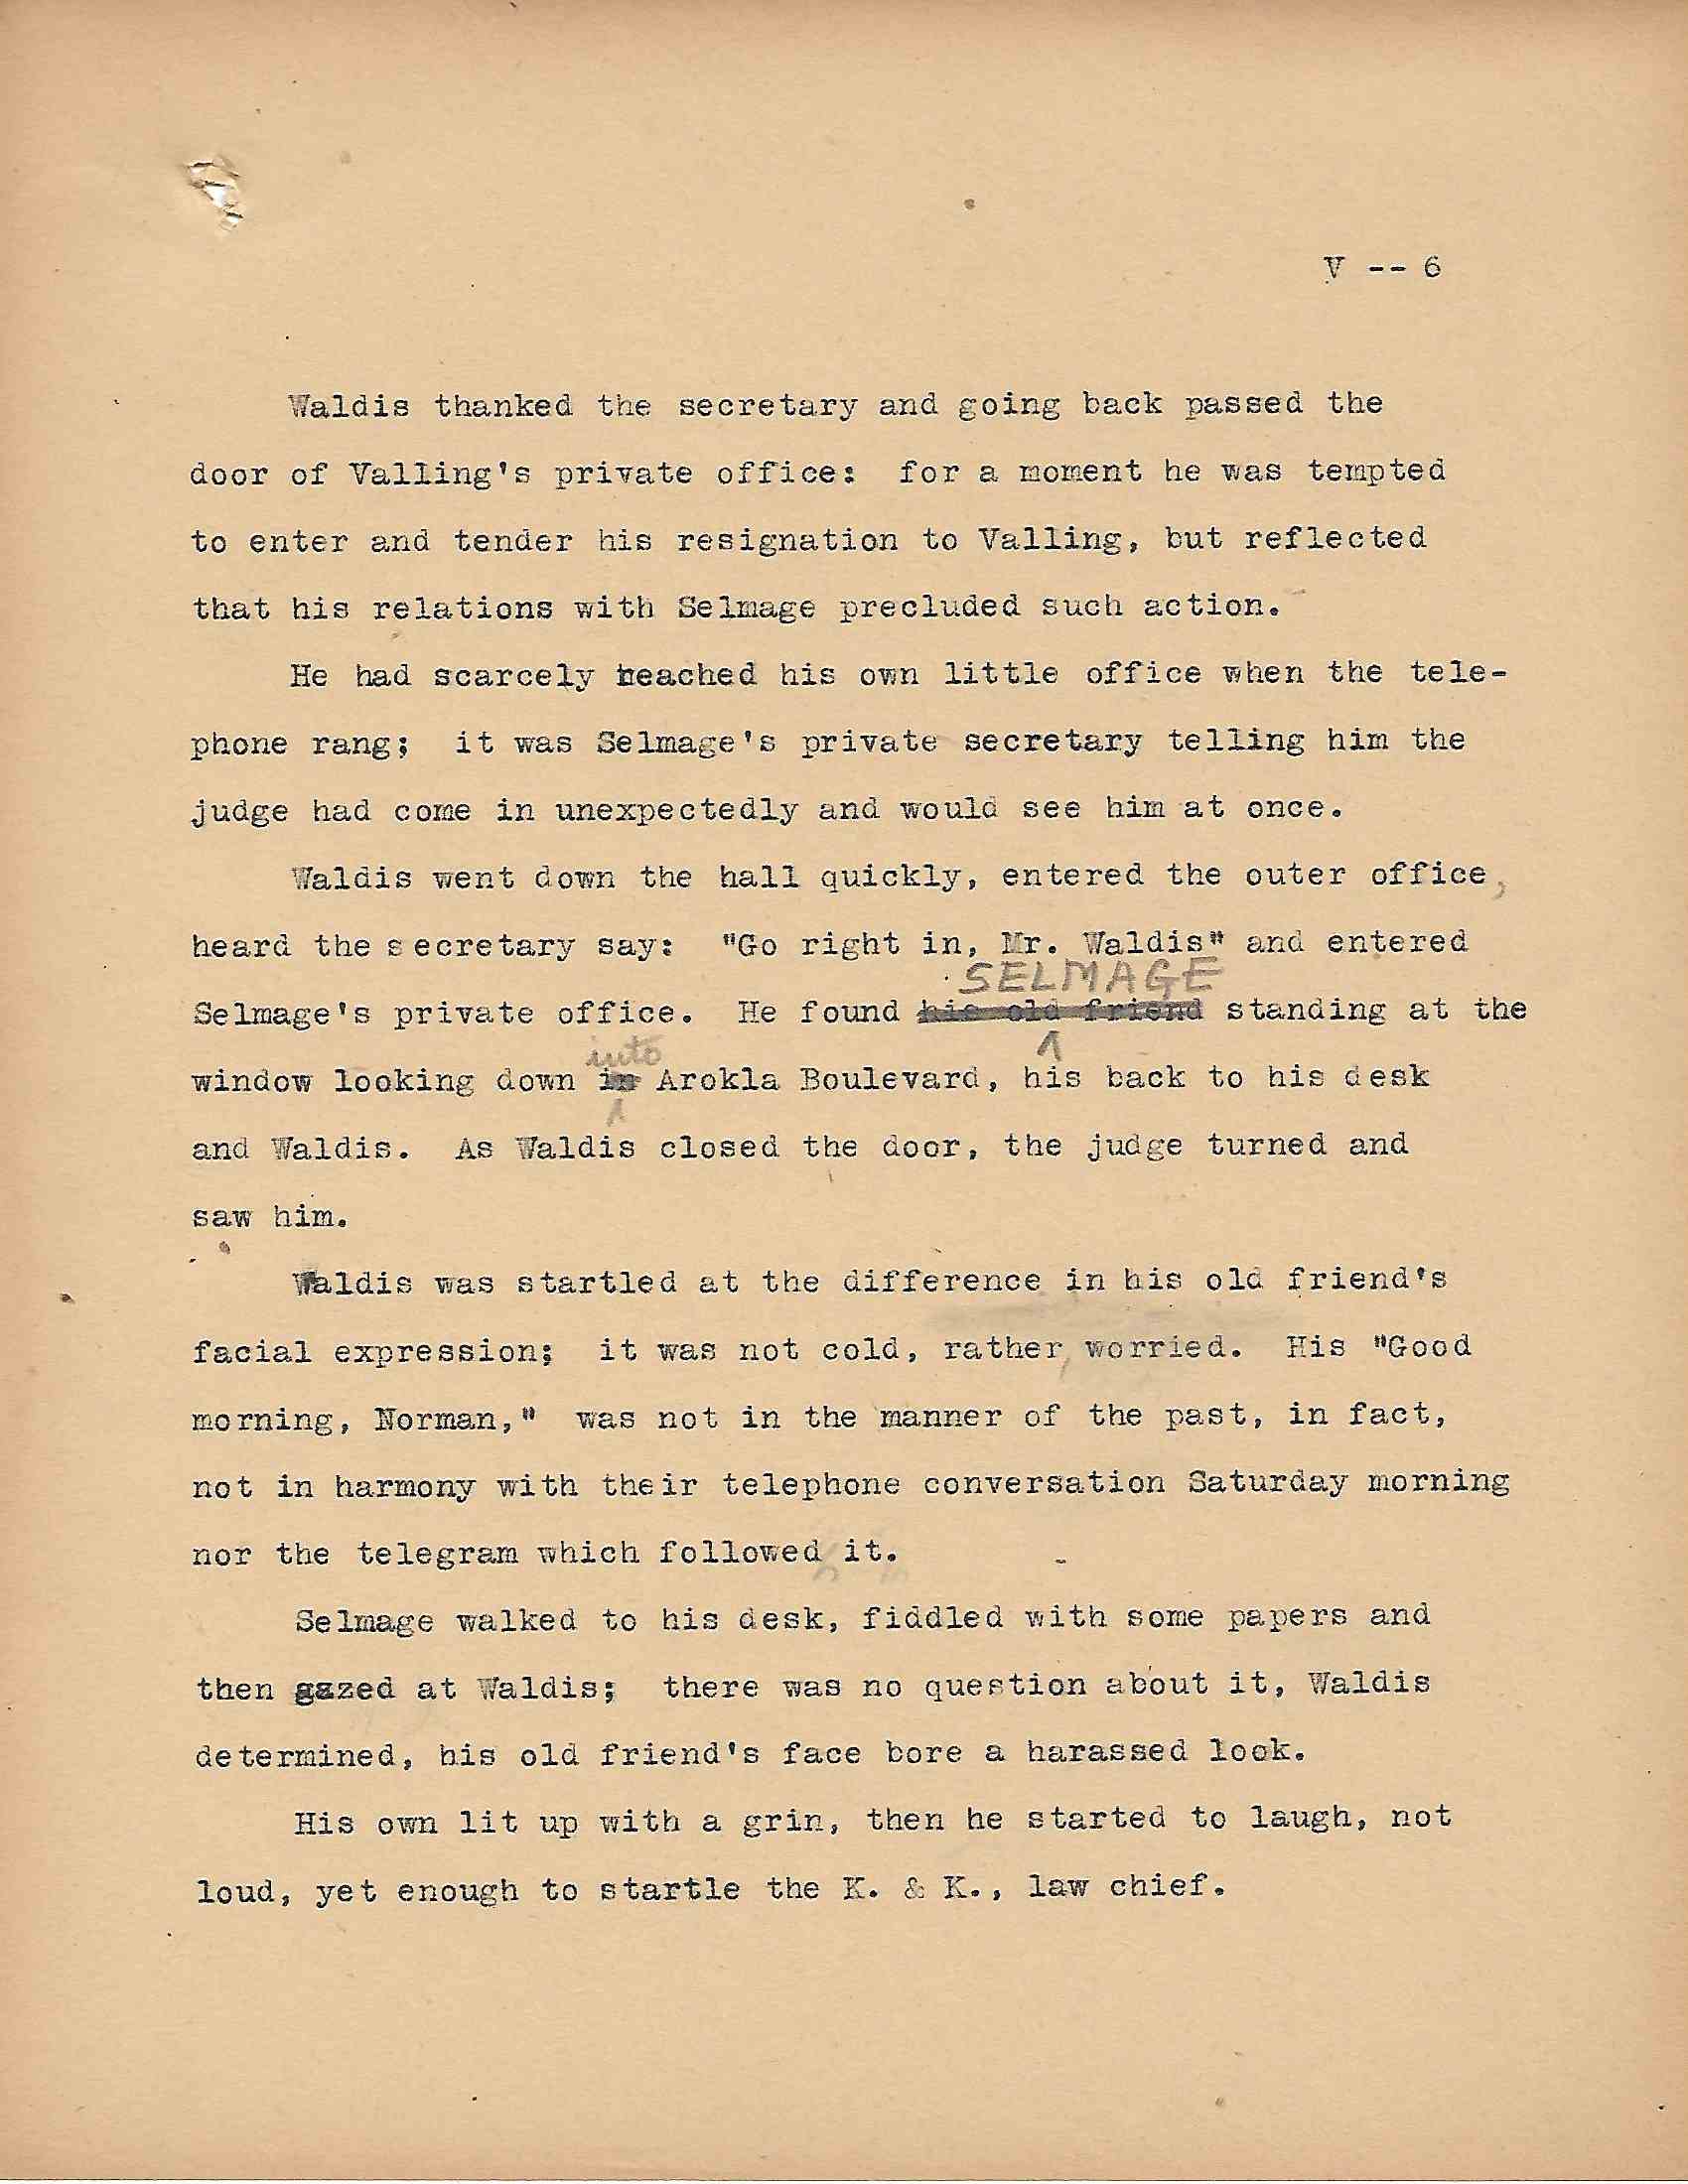 V -- 6
Waldis thanked the secretary and going back passed the
door of Valling's private office:  for a moment he was tempted
to enter and tender his resignation to Valling, but reflected
that his relations with Selmage precluded such action.
He had scarcely reached his own little office when the tele-
phone rang;  it was Selmage's private secretary telling him the
judge had come in unexpectedly and would see him at once.
Waldis went down the hall quickly, entered the outer office,
heard the secretary say:  "Go right in, Mr. Waldis" and entered
SELMAGE
Selmage's private office.  He found his old friend standing at the
into
window looking down in Arokla Boulevard, his back to his desk
and Waldis.  As Waldis closed the door, the judge turned and
saw him.
Waldis was startled at the difference in his old friend's
facial expression;  it was not cold, rather, worried.  His "Good
morning, Norman,"  was not in the manner of the past, in fact,
not in harmony with their telephone conversation Saturday morning
nor the telegram which followed it.
Selmage walked to his desk, fiddled with some papers and
then gazed at Waldis;  there was no question about it, Waldis
determined, his old friend's face bore a harassed look.
His own lit up with a grin, then he started to laugh, not
loud, yet enough to startle the K. & K., law chief.